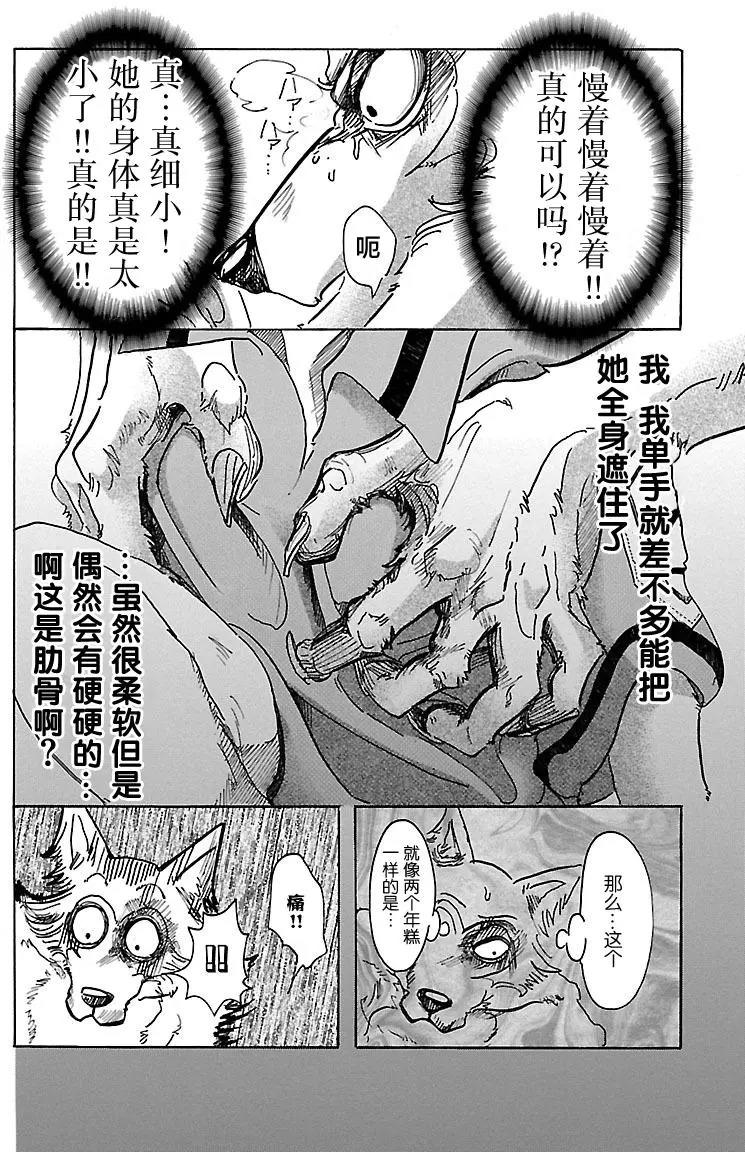 慢着慢着慢着!!
真的可以吗!?
真…真细小!
她的身体真是太
小了!!真的是!!
ハァ…
ハァ…
呃
我 我单手就差不多能把
她全身遮住了
…虽然很柔软但是
偶然会有硬硬的…
啊这是肋骨啊?
那么…这个
就像两个年糕
一样的是…
痛!!
!!